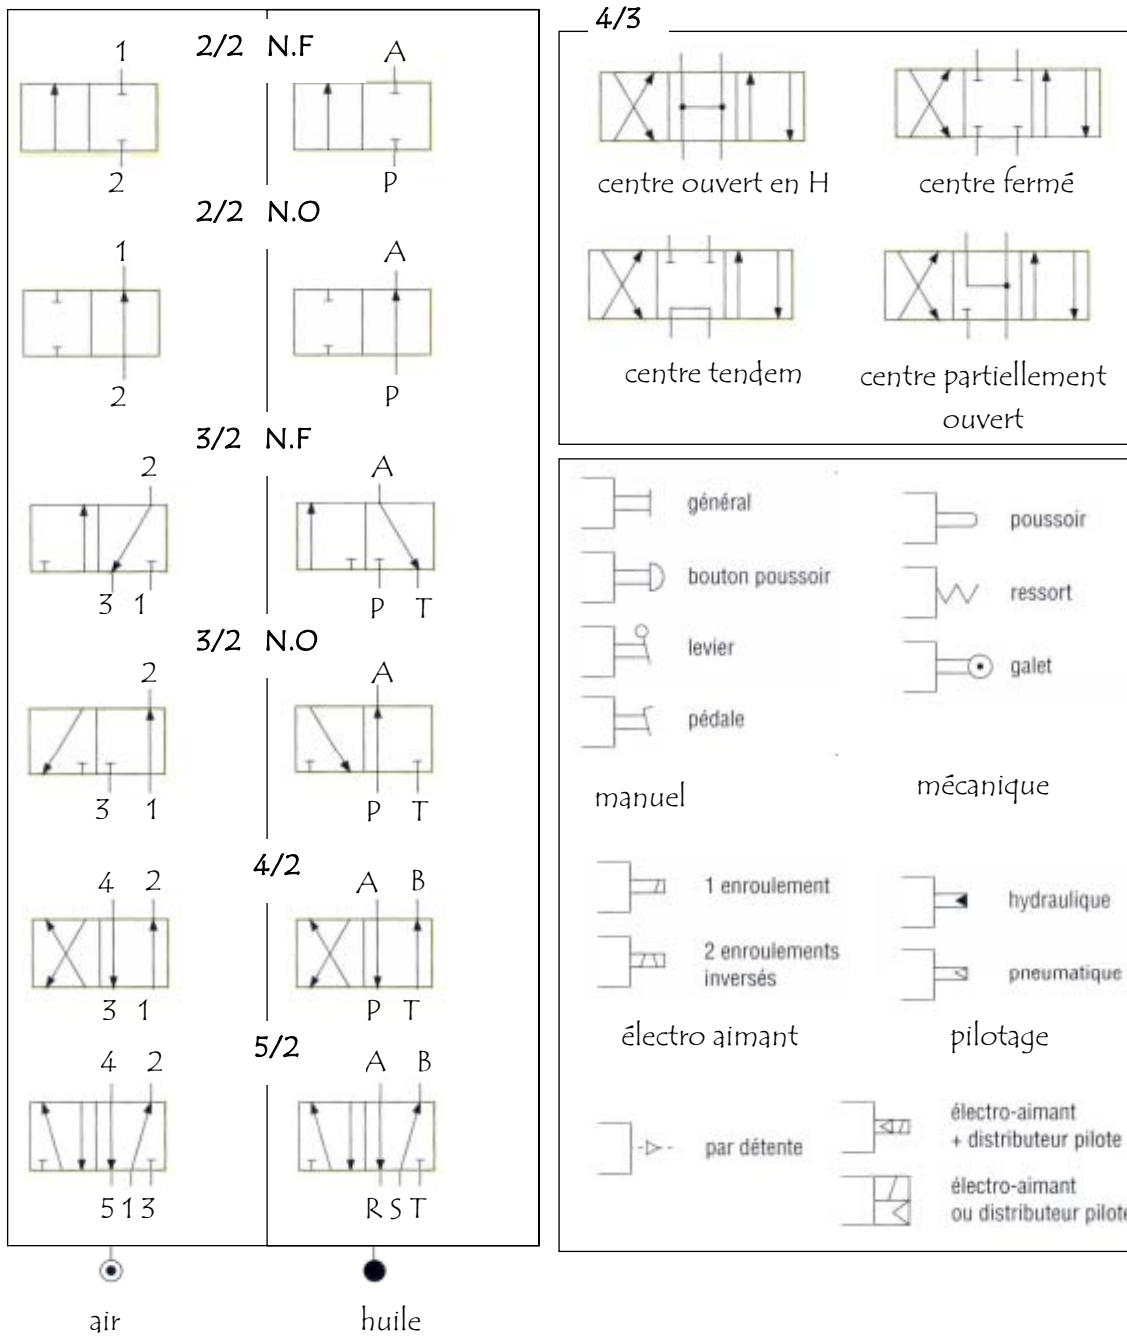 2/2 N.F
1
A
2
P
2/2 N.O
1
A
2
P
3/2 N.F
2
A
3 1
P T
3/2 N.O
2
A
3 1
P T
4/2
4 2
A B
3 1
P T
5/2
4 2
A B
5 1 3
R S T
air
huile
4/3
centre ouvert en H
centre fermé
centre tendem
centre partiellement
ouvert
général
bouton poussoir
levier
pédale
manuel
poussoir
ressort
galet
mécanique
1 enroulement
2 enroulements
inversés
électro aimant
hydraulique
pneumatique
pilotage
par détente
électro-aimant
+ distributeur pilote
électro-aimant
ou distributeur pilote